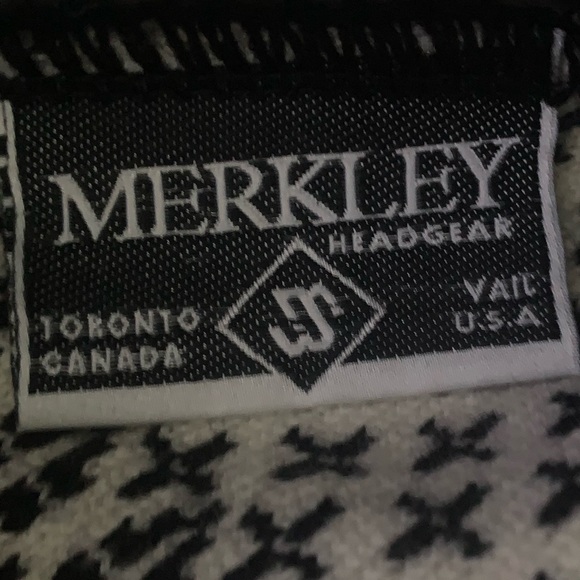 MERKLEY
HEADGEAR
TORONTO
CANADA
VAIL
U.S.A